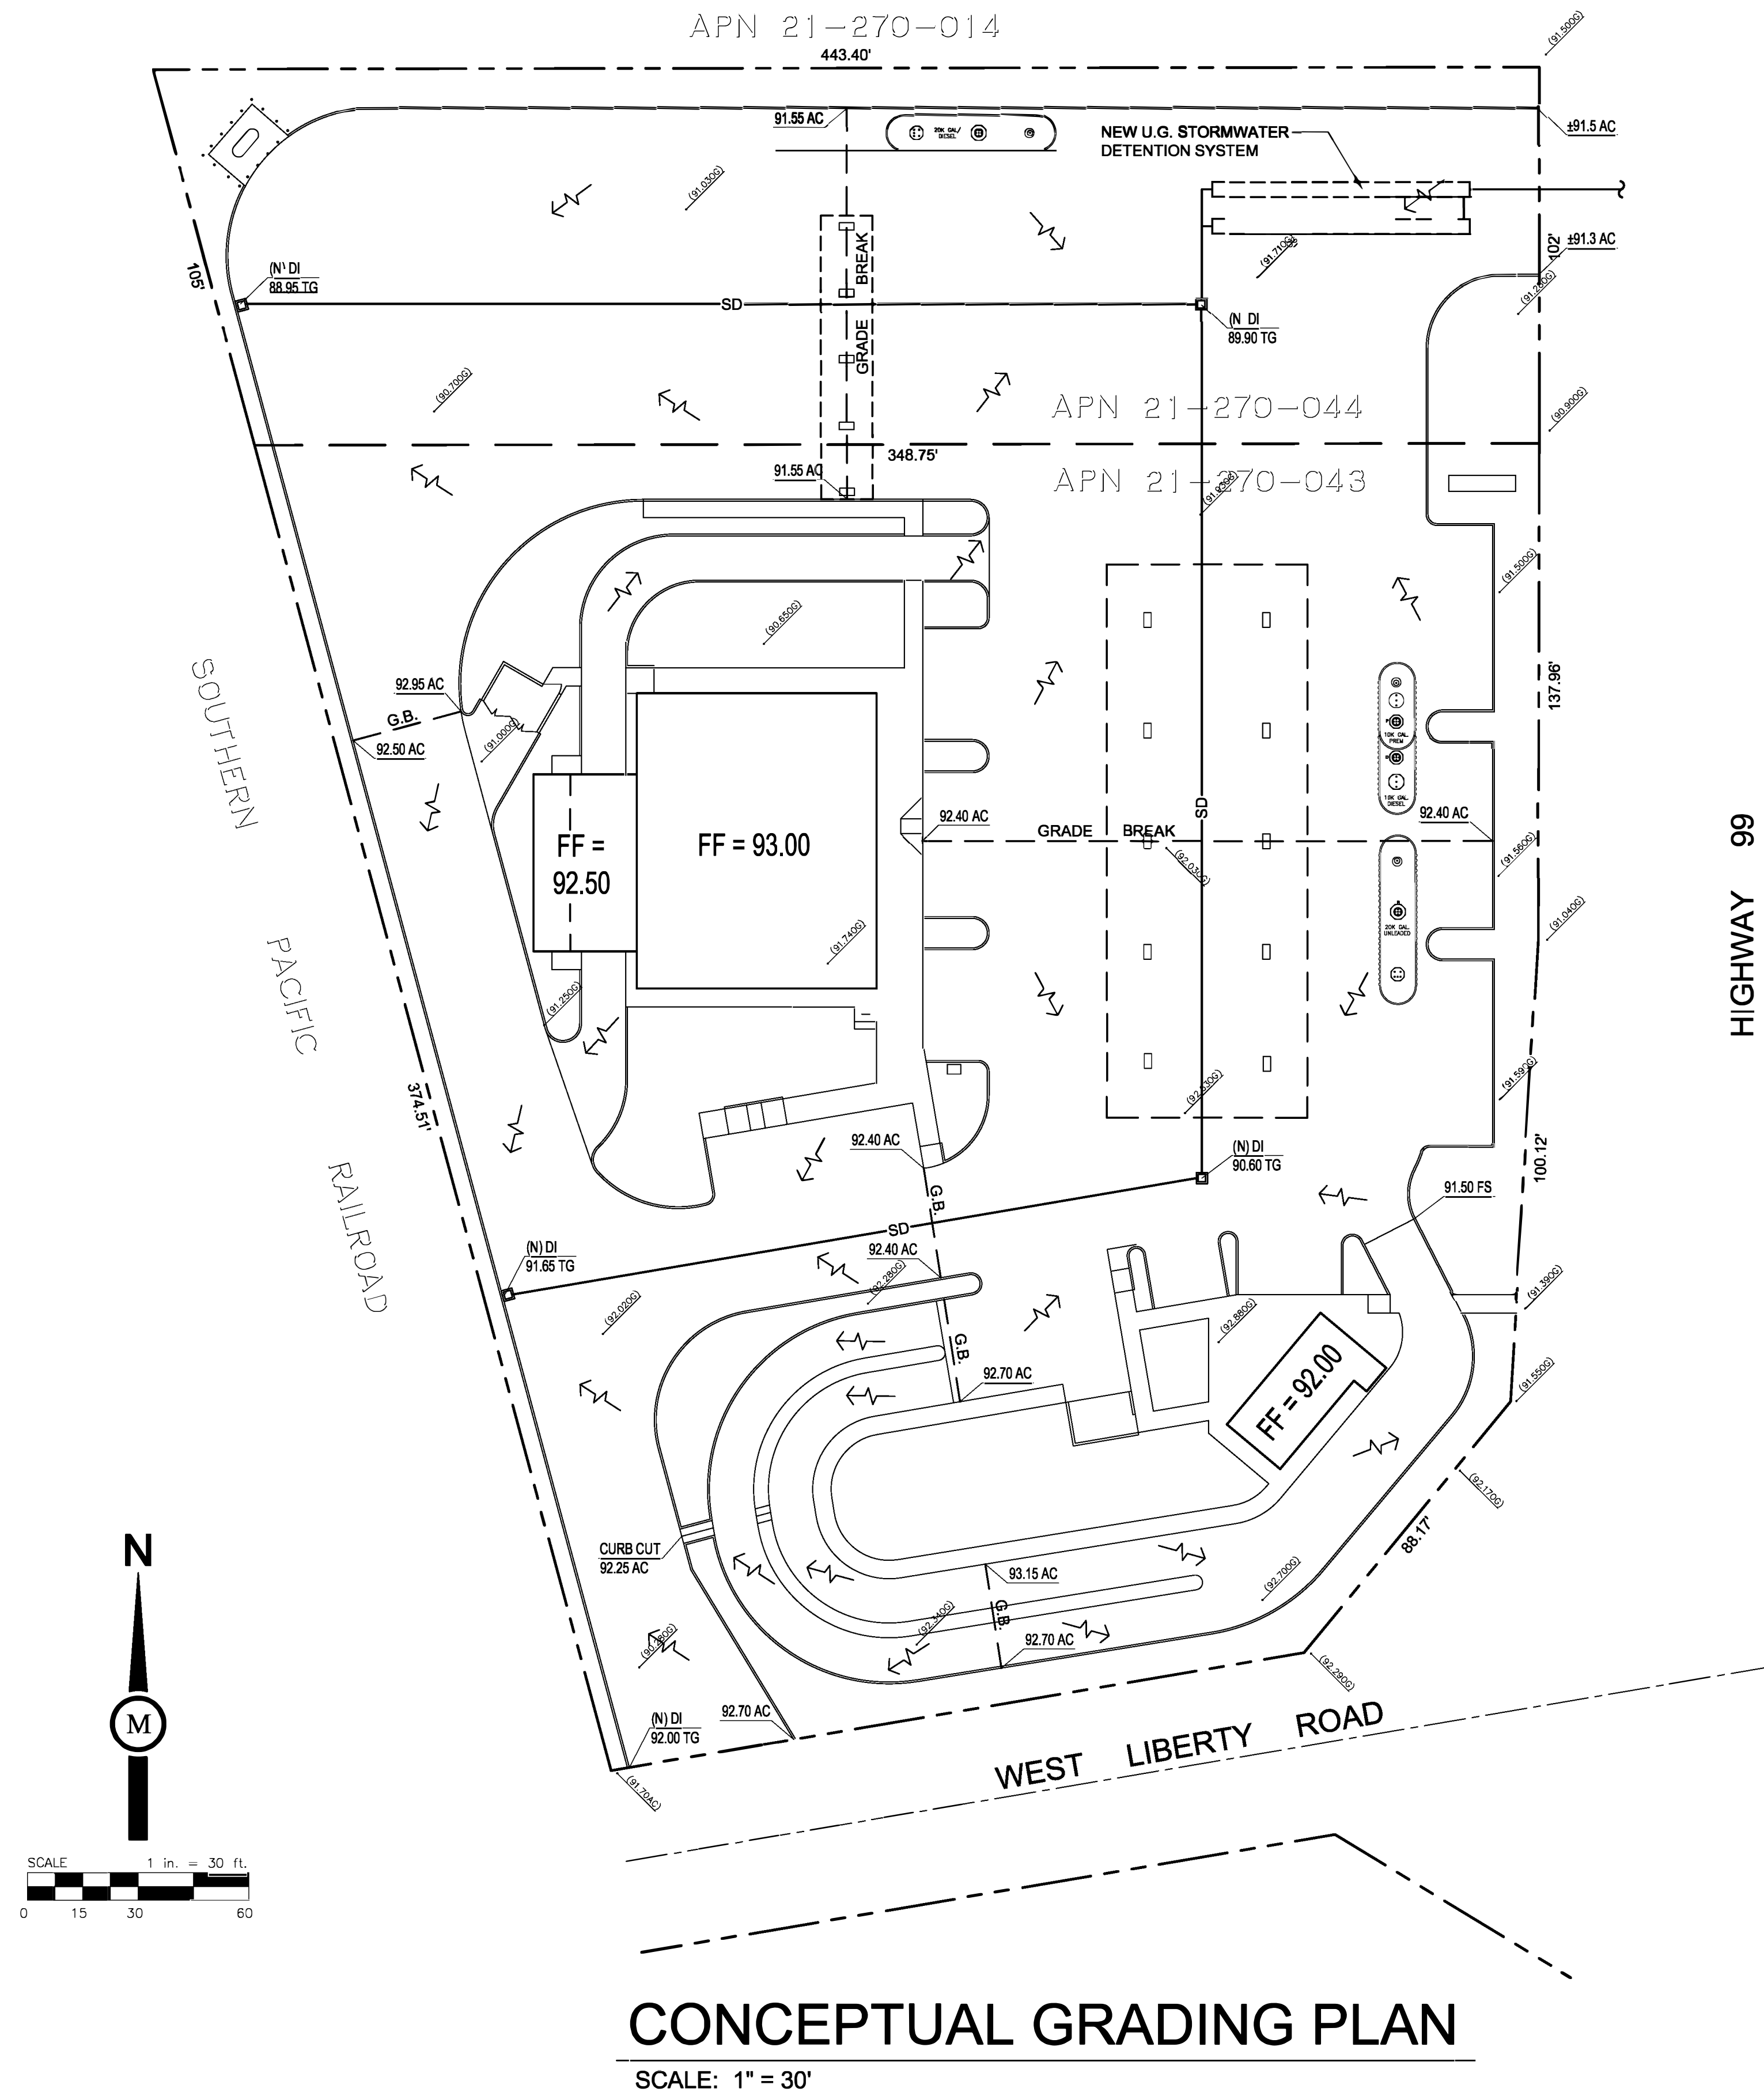 APN 21-270-014
443.40'
(91.50OG)
91.55 AC
20K GAL/
DIESEL
NEW U.G. STORMWATER
DETENTION SYSTEM
±91.5 AC
(91.03OG)
105'
(N) DI
88.95 TG
BREAK
GRADE
SD
(91.71OG)
102'
±91.3 AC
(N DI
89.90 TG
(90.70OG)
(90.90OG)
APN 21-270-044
348.75'
91.55 AC
APN 21-270-043
(91.50OG)
(90.65OG)
SOUTHERN
PACIFIC
RAILROAD
92.95 AC
G.B.
92.50 AC
(91.00OG)
137.96'
10K GAL.
PREM
10K GAL.
DIESEL
FF =
92.50
FF = 93.00
92.40 AC
GRADE BREAK
SD
92.40 AC
(92.03OG)
(91.56OG)
HIGHWAY 99
(91.74OG)
20K GAL.
UNLEADED
(91.04OG)
(91.25OG)
374.51'
(91.59OG)
92.40 AC
G.B.
(N) DI
90.60 TG
100.12'
91.50 FS
SD
(N) DI
91.65 TG
92.40 AC
(92.28OG)
(92.02OG)
(92.88OG)
(91.39OG)
G.B.
92.70 AC
FF = 92.00
(91.55OG)
(92.17OG)
88.17'
N
CURB CUT
92.25 AC
93.15 AC
(92.70OG)
G.B.
(92.34OG)
92.70 AC
(92.29OG)
M
(N) DI
92.00 TG
92.70 AC
(91.70AC)
WEST LIBERTY ROAD
SCALE 1 in. = 30 ft.
0 15 30 60
CONCEPTUAL GRADING PLAN
SCALE: 1" = 30'